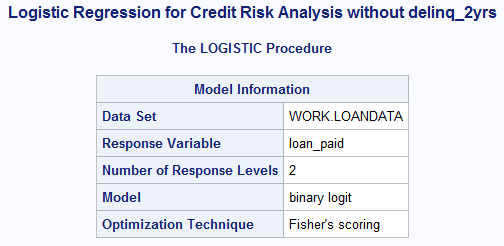 Logistic Regression for Credit Risk Analysis without delinq_2yrs
The LOGISTIC Procedure
Model Information
Data Set WORK.LOANDATA
Response Variable loan_paid
Number of Response Levels 2
Model binary logit
Optimization Technique Fisher's scoring